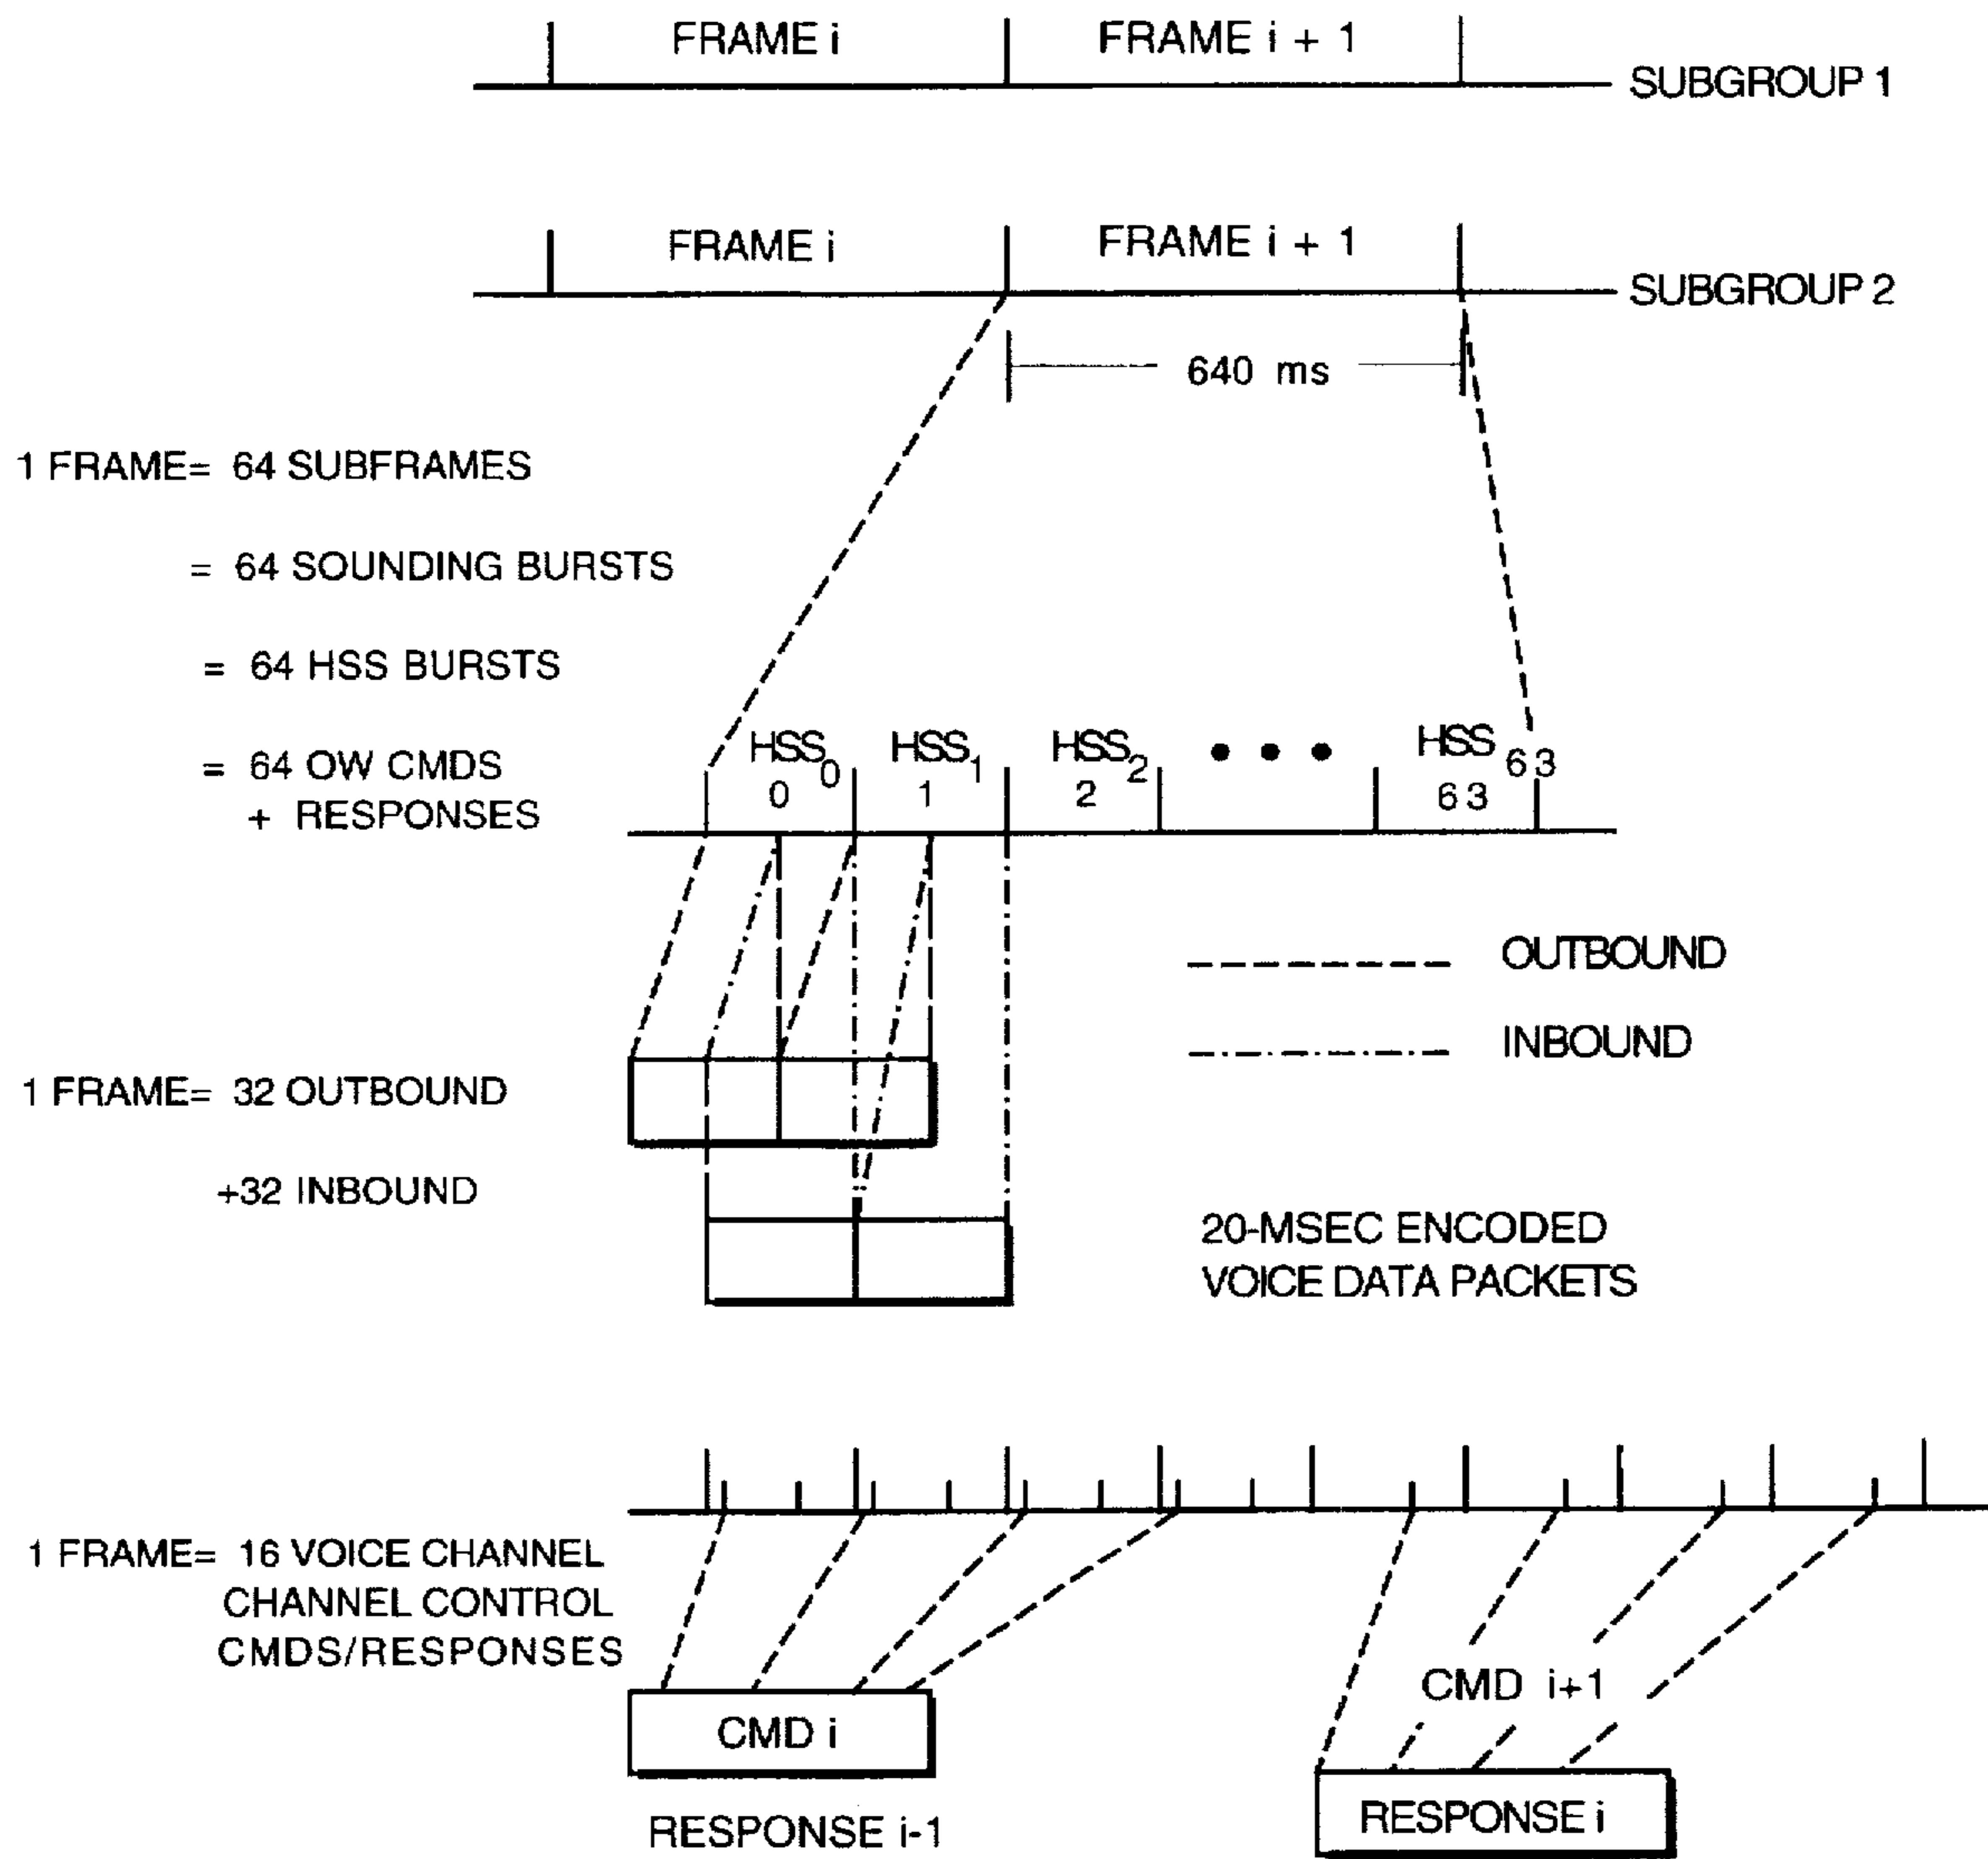 FRAME i FRAME i + 1
SUBGROUP 1
FRAME i FRAME i + 1
SUBGROUP 2
640 ms
1 FRAME= 64 SUBFRAMES
= 64 SOUNDING BURSTS
= 64 HSS BURSTS
= 64 OW CMDS
+ RESPONSES
HSS0 HSS1 HSS2 • • • HSS63
0 1 2 63
OUTBOUND
INBOUND
1 FRAME= 32 OUTBOUND
+32 INBOUND
20-MSEC ENCODED
VOICE DATA PACKETS
1 FRAME= 16 VOICE CHANNEL
CHANNEL CONTROL
CMDS/RESPONSES
CMD i
CMD i+1
RESPONSE i-1
RESPONSE i